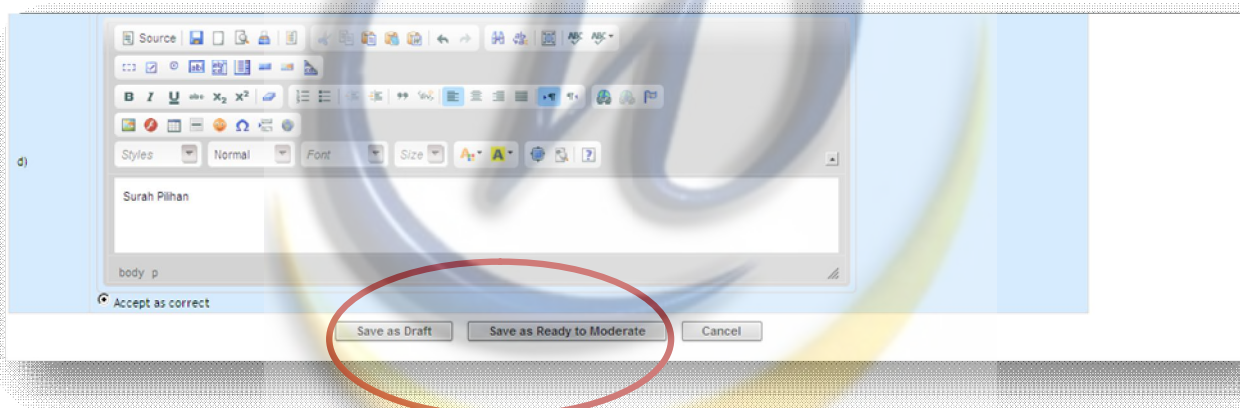 Source
Styles Normal Font Size
d)
Surah Pilihan
body p
Accept as correct
Save as Draft Save as Ready to Moderate Cancel